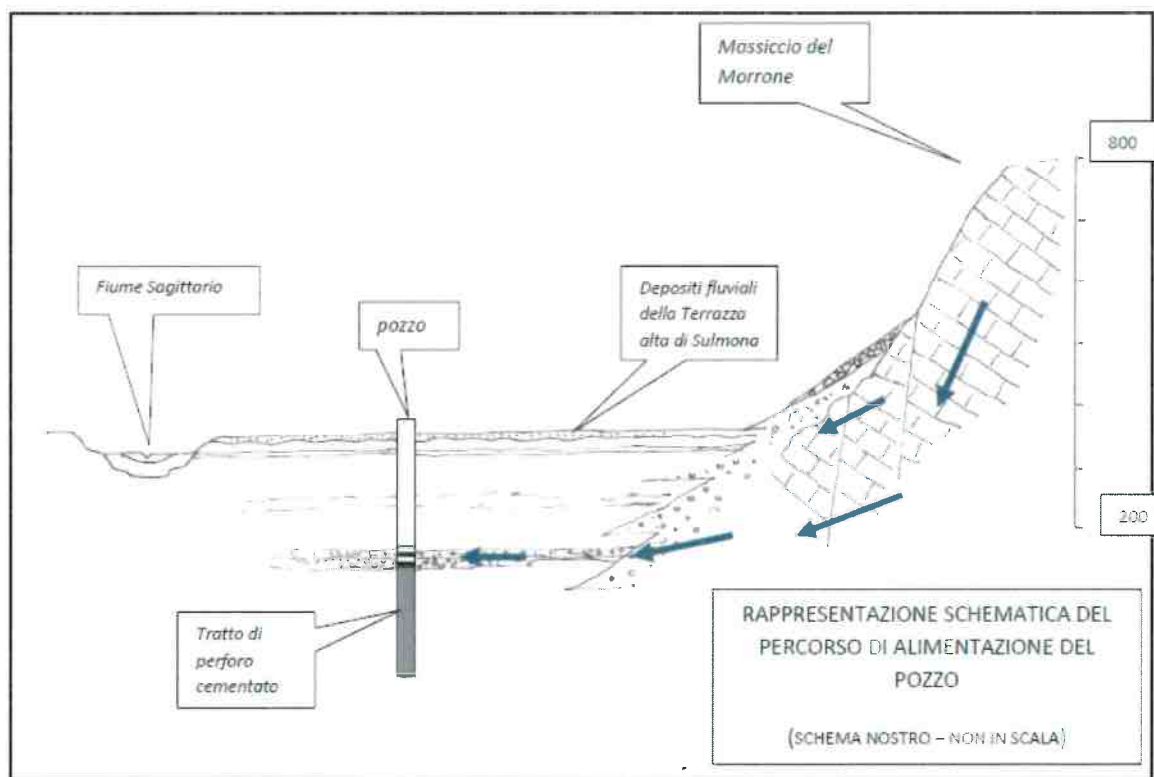 Massiccio del
Morrone
800
Fiume Sagittario
pozzo
Depositi fluviali
della Terrazza
alta di Sulmona
200
Tratto di
perforo
cementato
RAPPRESENTAZIONE SCHEMATICA DEL
PERCORSO DI ALIMENTAZIONE DEL
POZZO
(SCHEMA NOSTRO – NON IN SCALA)